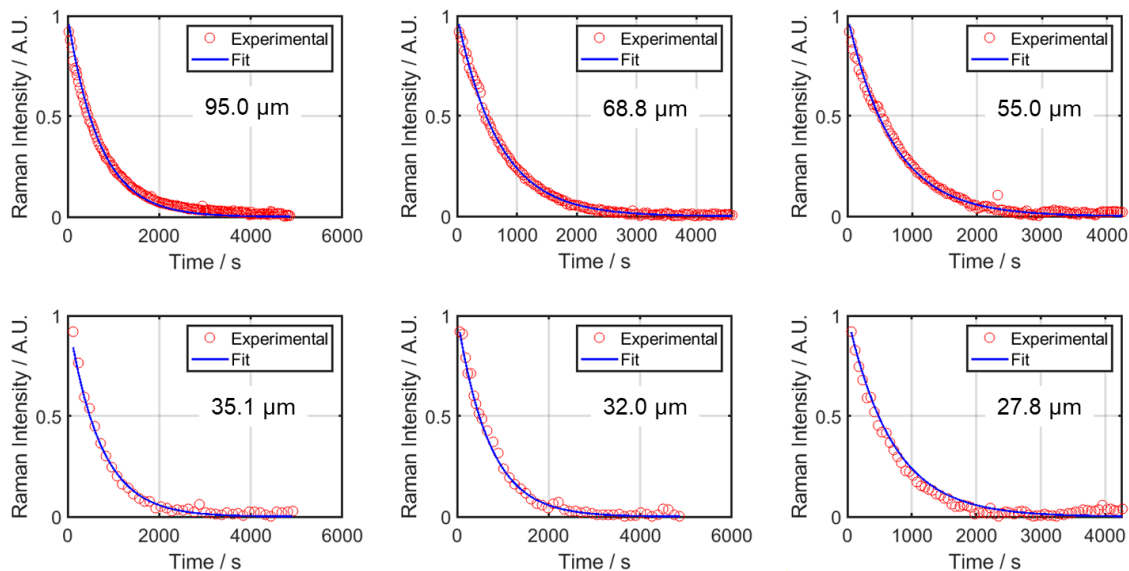 Raman Intensity / A.U.
1
0.5
0
Experimental
Fit
95.0 µm
0 2000 4000 6000
Time / s
Raman Intensity / A.U.
1
0.5
0
Experimental
Fit
68.8 µm
0 1000 2000 3000 4000
Time / s
Raman Intensity / A.U.
1
0.5
0
Experimental
Fit
55.0 µm
0 1000 2000 3000 4000
Time / s
Raman Intensity / A.U.
1
0.5
0
Experimental
Fit
35.1 µm
0 2000 4000 6000
Time / s
Raman Intensity / A.U.
1
0.5
0
Experimental
Fit
32.0 µm
0 2000 4000 6000
Time / s
Raman Intensity / A.U.
1
0.5
0
Experimental
Fit
27.8 µm
0 1000 2000 3000 4000
Time / s